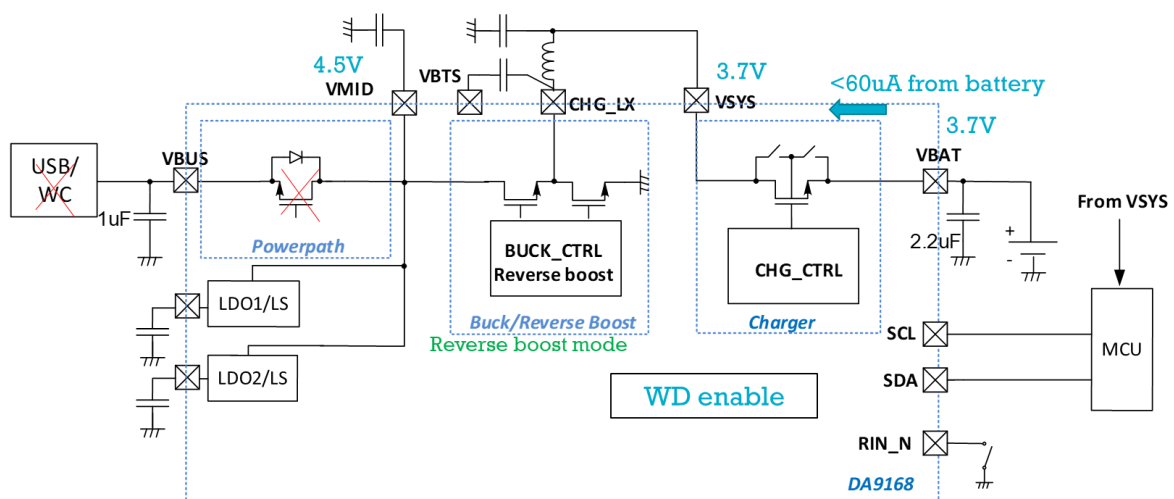 4.5V
VMID
VBTS
CHG_LX
3.7V
VSYS
<60uA from battery
3.7V
VBAT
USB/
WC
VBUS
1uF
Powerpath
BUCK_CTRL
Reverse boost
Buck/Reverse Boost
Reverse boost mode
CHG_CTRL
Charger
2.2uF
+
-
From VSYS
LDO1/LS
LDO2/LS
WD enable
SCL
SDA
MCU
RIN_N
DA9168